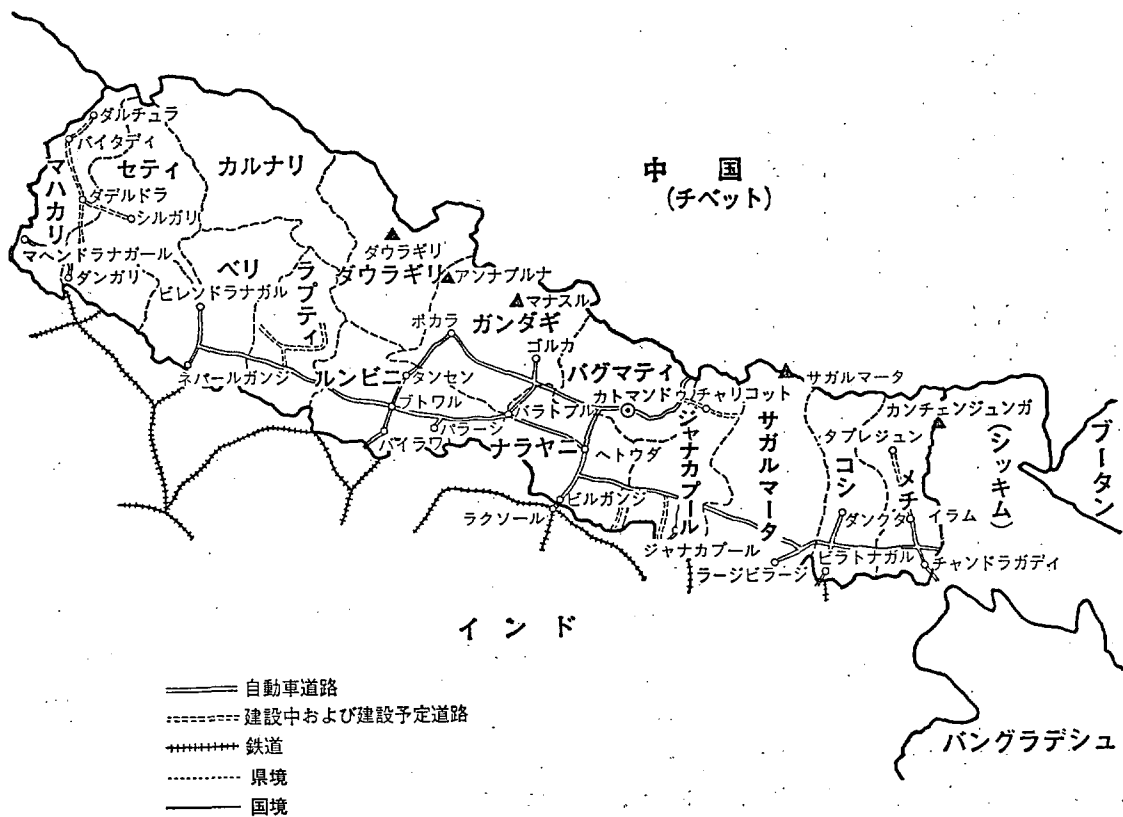 ダルチュラ
バイタディ
セティ
カルナリ
中国
(チベット)
マハカリ
ダデルドラ
シルガリ
マヘンドラナガール
ダンガリ
ベリ
ビレンドラナガル
ラプティ
ダウラギリ
ダウラギリ
アンナプルナ
マナスル
ガンダギ
ポカラ
ゴルカ
ネパールガンジ
ルンビニ
タンセン
ブトワル
バイラワ
パラーシ
バラトプル
ナラヤニ
バグマティ
カトマンドゥ
チャリコット
ヘトウダ
ジャナカプール
サガルマータ
サガルマータ
カンチェンジュンガ
タプレジュン
コシ
メチ
(シッキム)
ブータン
ビルガンジ
ラクソール
ジャナカプール
ラージビラージ
ダンクタ
イラム
ビラトナガル
チャンドラガディ
インド
バングラデシュ
自動車道路
建設中および建設予定道路
鉄道
県境
国境